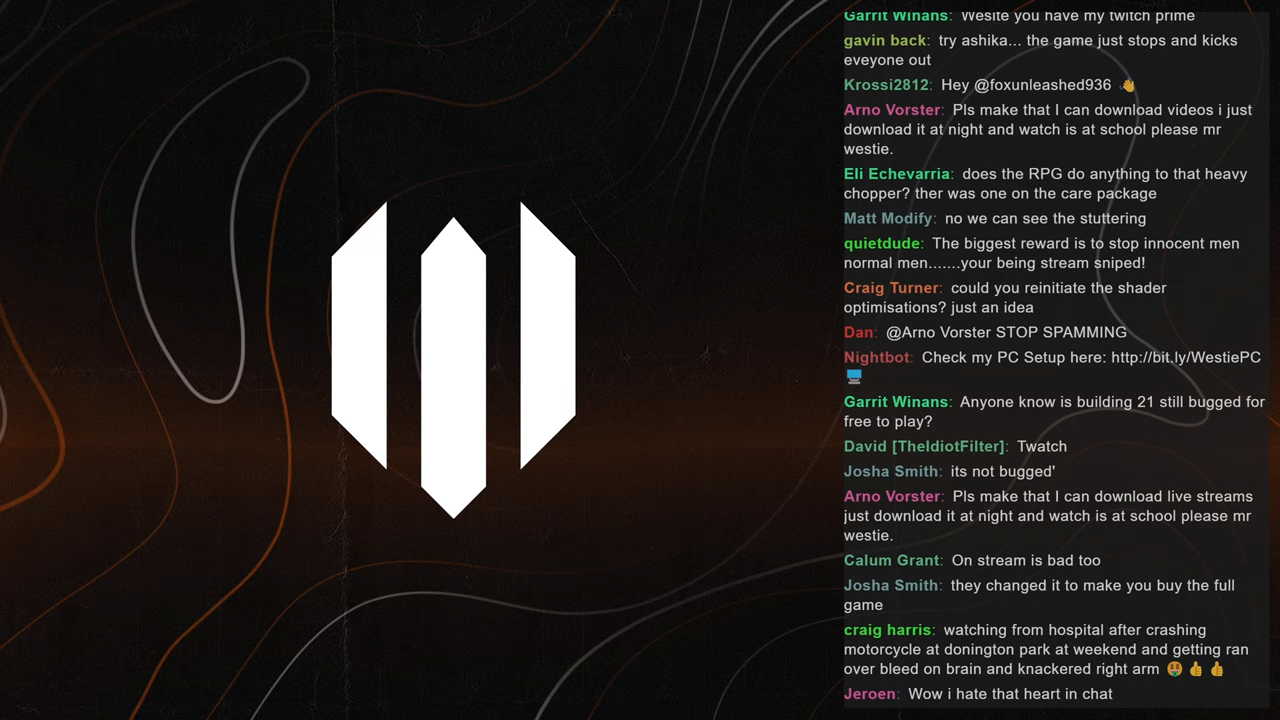 Garrit Winans: Wesite you have my twitch prime
gavin back: try ashika... the game just stops and kicks
eveyone out
Krossi2812: Hey @foxunleashed936 👋
Arno Vorster: Pls make that I can download videos i just
download it at night and watch is at school please mr
westie.
Eli Echevarria: does the RPG do anything to that heavy
chopper? ther was one on the care package
Matt Modify: no we can see the stuttering
quietdude: The biggest reward is to stop innocent men
normal men.......your being stream sniped!
Craig Turner: could you reinitiate the shader
optimisations? just an idea
Dan: @Arno Vorster STOP SPAMMING
Nightbot: Check my PC Setup here: http://bit.ly/WestiePC
🖥️
Garrit Winans: Anyone know is building 21 still bugged for
free to play?
David [TheIdiotFilter]: Twatch
Josha Smith: its not bugged'
Arno Vorster: Pls make that I can download live streams
just download it at night and watch is at school please mr
westie.
Calum Grant: On stream is bad too
Josha Smith: they changed it to make you buy the full
game
craig harris: watching from hospital after crashing
motorcycle at donington park at weekend and getting ran
over bleed on brain and knackered right arm 🤑 👍 👍
Jeroen: Wow i hate that heart in chat